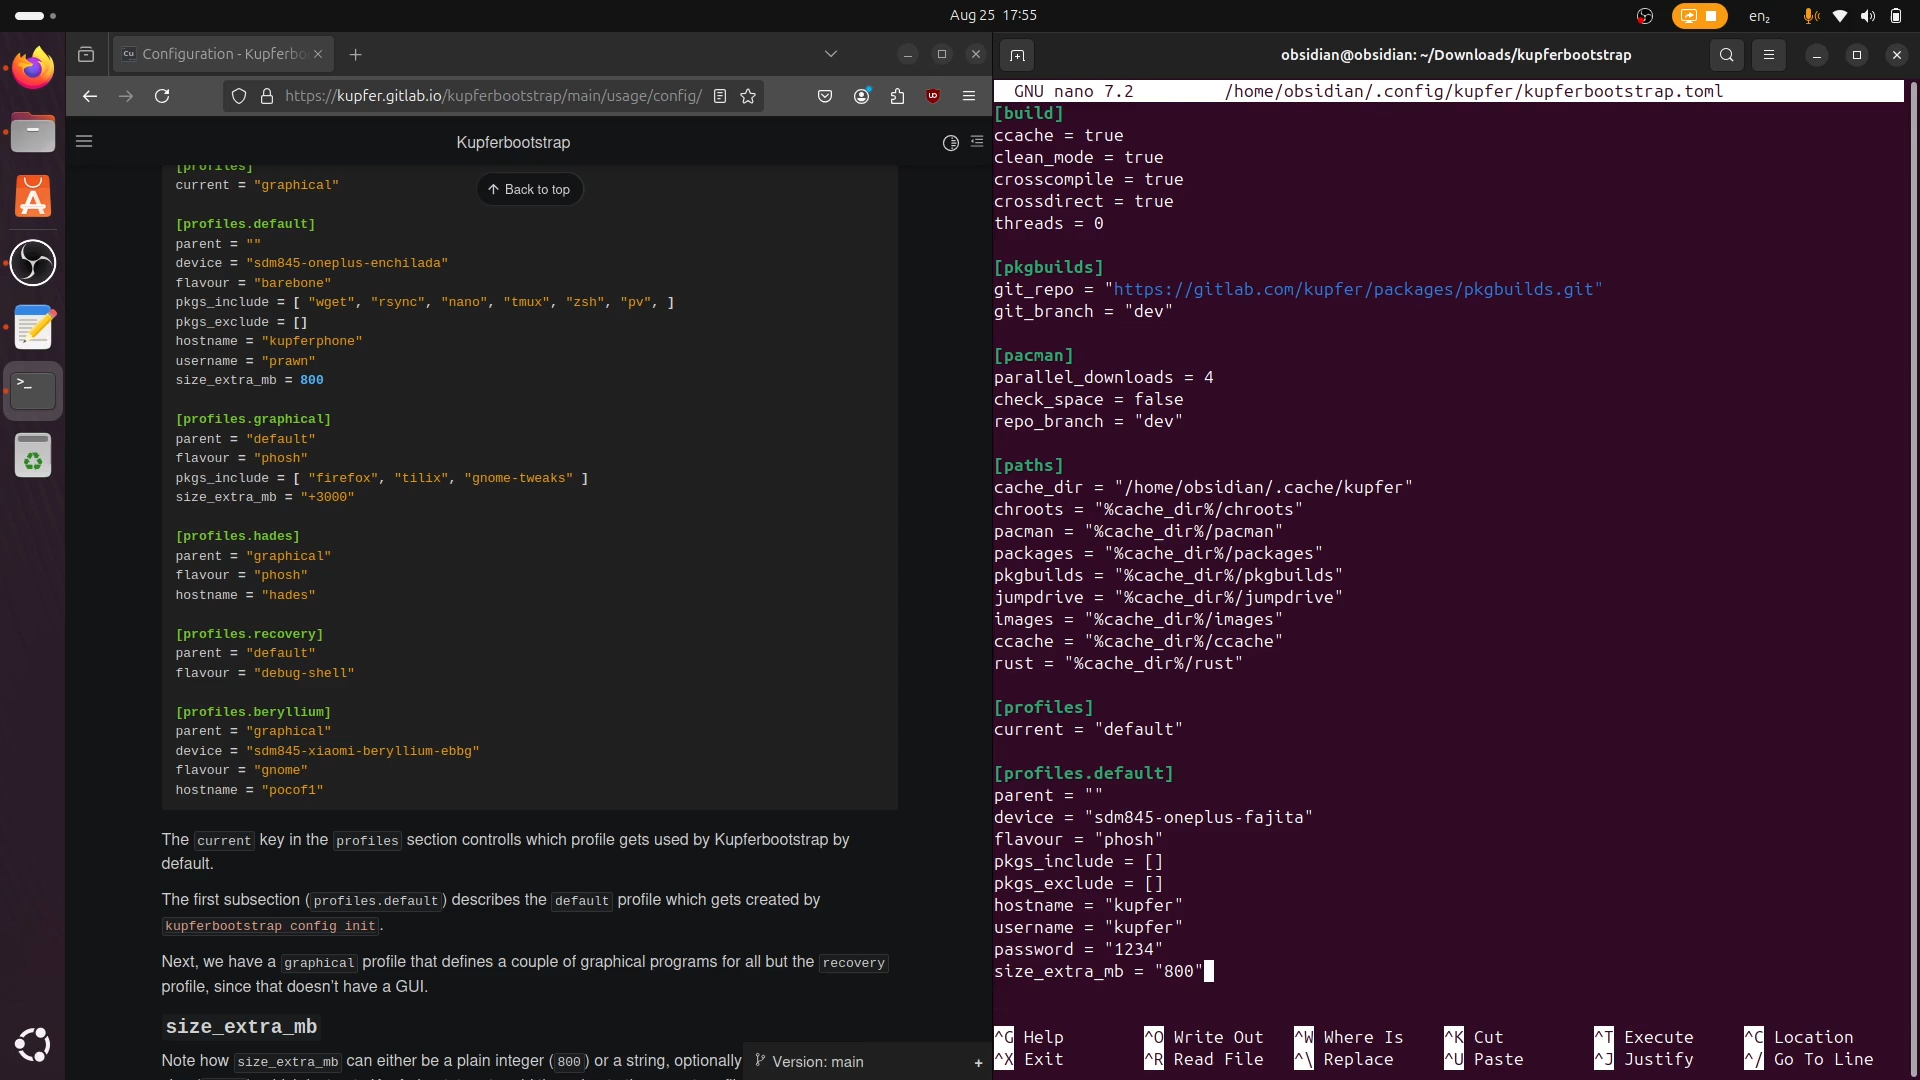 Aug 25 17:55
en₂
Configuration - Kupferbo
https://kupfer.gitlab.io/kupferbootstrap/main/usage/config/
Kupferbootstrap
Back to top
[profiles]
current = "graphical"
[profiles.default]
parent = ""
device = "sdm845-oneplus-enchilada"
flavour = "barebone"
pkgs_include = [ "wget", "rsync", "nano", "tmux", "zsh", "pv", ]
pkgs_exclude = []
hostname = "kupferphone"
username = "prawn"
size_extra_mb = 800
[profiles.graphical]
parent = "default"
flavour = "phosh"
pkgs_include = [ "firefox", "tilix", "gnome-tweaks" ]
size_extra_mb = "+3000"
[profiles.hades]
parent = "graphical"
flavour = "phosh"
hostname = "hades"
[profiles.recovery]
parent = "default"
flavour = "debug-shell"
[profiles.beryllium]
parent = "graphical"
device = "sdm845-xiaomi-beryllium-ebbg"
flavour = "gnome"
hostname = "pocof1"
The current key in the profiles section controlls which profile gets used by Kupferbootstrap by
default.
The first subsection (profiles.default) describes the default profile which gets created by
kupferbootstrap config init.
Next, we have a graphical profile that defines a couple of graphical programs for all but the recovery
profile, since that doesn't have a GUI.
size_extra_mb
Note how size_extra_mb can either be a plain integer (800) or a string, optionally
Version: main +
obsidian@obsidian: ~/Downloads/kupferbootstrap
GNU nano 7.2 /home/obsidian/.config/kupfer/kupferbootstrap.toml
[build]
ccache = true
clean_mode = true
crosscompile = true
crossdirect = true
threads = 0
[pkgbuilds]
git_repo = "https://gitlab.com/kupfer/packages/pkgbuilds.git"
git_branch = "dev"
[pacman]
parallel_downloads = 4
check_space = false
repo_branch = "dev"
[paths]
cache_dir = "/home/obsidian/.cache/kupfer"
chroots = "%cache_dir%/chroots"
pacman = "%cache_dir%/pacman"
packages = "%cache_dir%/packages"
pkgbuilds = "%cache_dir%/pkgbuilds"
jumpdrive = "%cache_dir%/jumpdrive"
images = "%cache_dir%/images"
ccache = "%cache_dir%/ccache"
rust = "%cache_dir%/rust"
[profiles]
current = "default"
[profiles.default]
parent = ""
device = "sdm845-oneplus-fajita"
flavour = "phosh"
pkgs_include = []
pkgs_exclude = []
hostname = "kupfer"
username = "kupfer"
password = "1234"
size_extra_mb = "800"
^G Help ^O Write Out ^W Where Is ^K Cut ^T Execute ^C Location
^X Exit ^R Read File ^\ Replace ^U Paste ^J Justify ^/ Go To Line